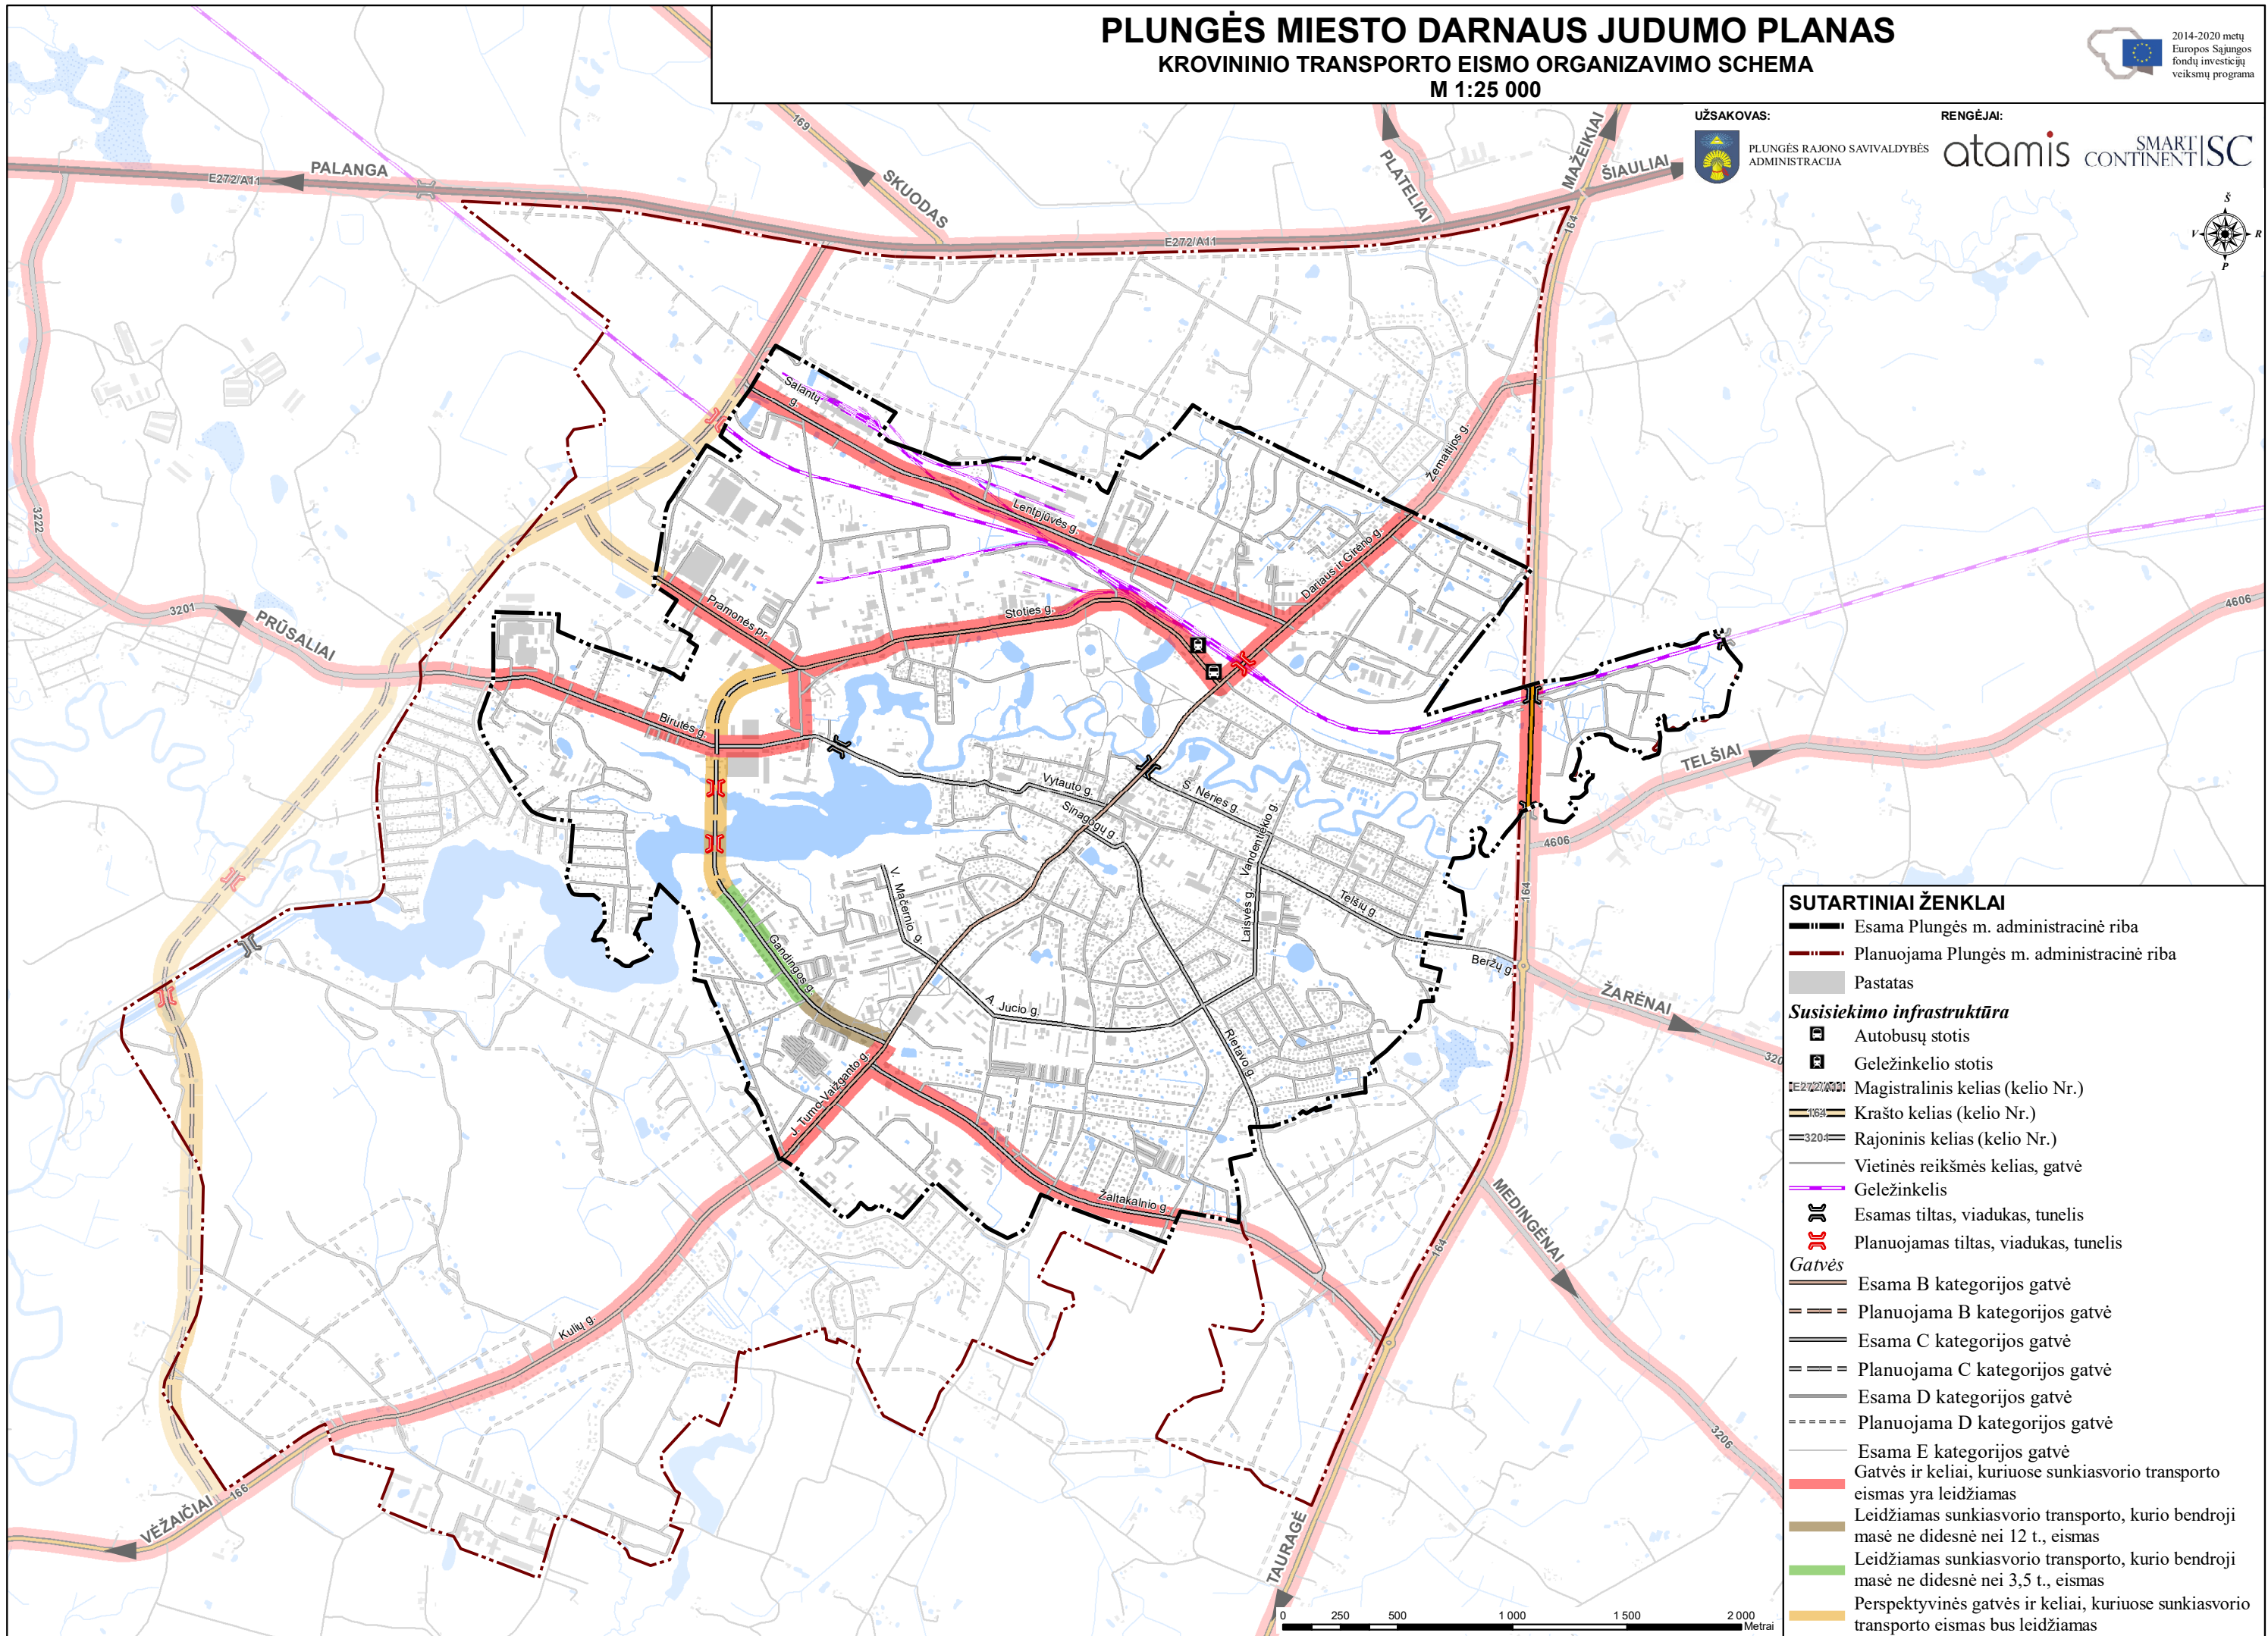 PLUNGĖS MIESTO DARNAUS JUDUMO PLANAS
KROVININIO TRANSPORTO EISMO ORGANIZAVIMO SCHEMA
M 1:25 000
2014-2020 metų
Europos Sąjungos
fondų investicijų
veiksmų programa
UŽSAKOVAS:
PLUNGĖS RAJONO SAVIVALDYBĖS
ADMINISTRACIJA
RENGĖJAI:
atamis
SMART
CONTINENT
SC
Š
V
R
P
169
PALANGA
E272/A11
SKUODAS
PLATELIAI
MAŽEIKIAI
ŠIAULIAI
E272/A11
164
Salantų
g.
Žemaitijos g.
Lentpjūvės g.
Dariaus ir Girėno g.
3222
3201
PRŪSALIAI
Pramonės pr.
Stoties g.
4606
TELŠIAI
Birutės g.
Vytauto g.
S. Nėries g.
Sinagogų g.
Vandentiekio g.
4606
V. Mačernio g.
Laisvės g.
Telšių g.
164
Beržų g.
Gandingos g.
A. Jucio g.
ŽARĖNAI
320
Rietavo g.
J. Tumo-Vaižganto g.
Žaltakalnio g.
MEDINGĖNAI
164
Kulių g.
3206
VĖŽAIČIAI
166
TAURAGĖ
0
250
500
1 000
1 500
2 000
Metrai
SUTARTINIAI ŽENKLAI
Esama Plungės m. administracinė riba
Planuojama Plungės m. administracinė riba
Pastatas
Susisiekimo infrastruktūra
Autobusų stotis
Geležinkelio stotis
Magistralinis kelias (kelio Nr.)
164 Krašto kelias (kelio Nr.)
3204 Rajoninis kelias (kelio Nr.)
Vietinės reikšmės kelias, gatvė
Geležinkelis
Esamas tiltas, viadukas, tunelis
Planuojamas tiltas, viadukas, tunelis
Gatvės
Esama B kategorijos gatvė
Planuojama B kategorijos gatvė
Esama C kategorijos gatvė
Planuojama C kategorijos gatvė
Esama D kategorijos gatvė
Planuojama D kategorijos gatvė
Esama E kategorijos gatvė
Gatvės ir keliai, kuriuose sunkiasvorio transporto
eismas yra leidžiamas
Leidžiamas sunkiasvorio transporto, kurio bendroji
masė ne didesnė nei 12 t., eismas
Leidžiamas sunkiasvorio transporto, kurio bendroji
masė ne didesnė nei 3,5 t., eismas
Perspektyvinės gatvės ir keliai, kuriuose sunkiasvorio
transporto eismas bus leidžiamas